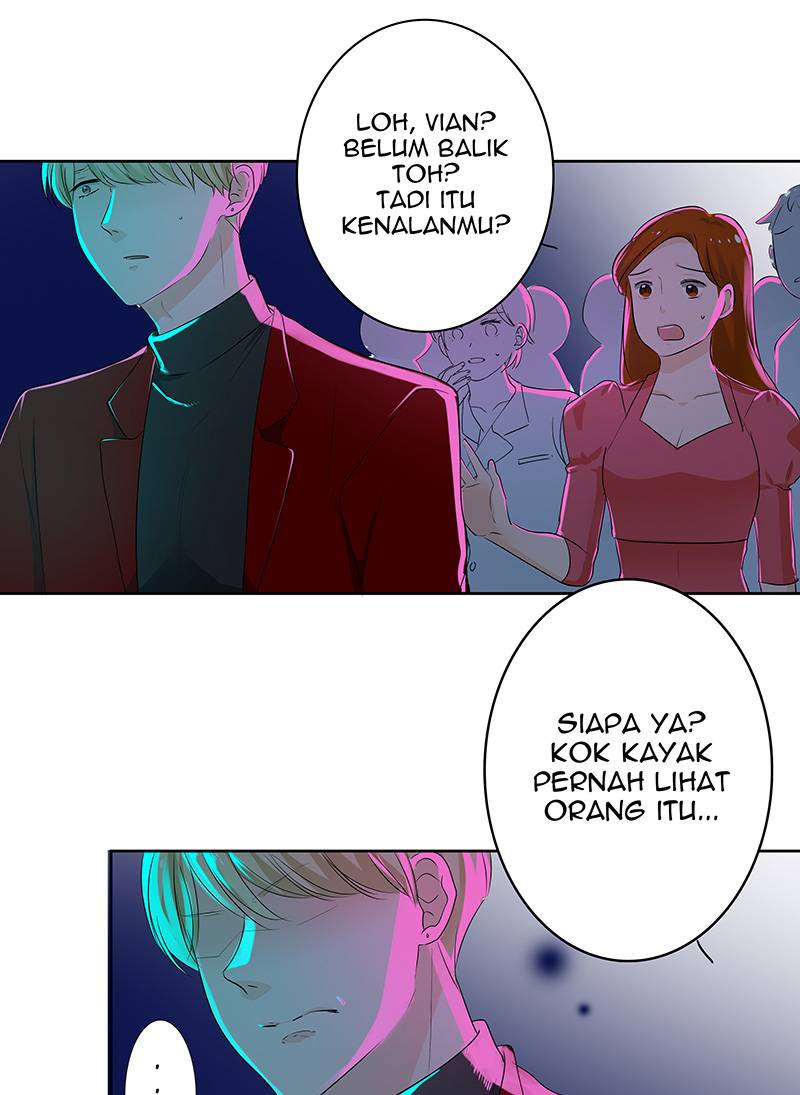 LOH, VIAN?
BELUM BALIK
TOH?
TADI ITU
KENALANMU?
SIAPA YA?
KOK KAYAK
PERNAH LIHAT
ORANG ITU...